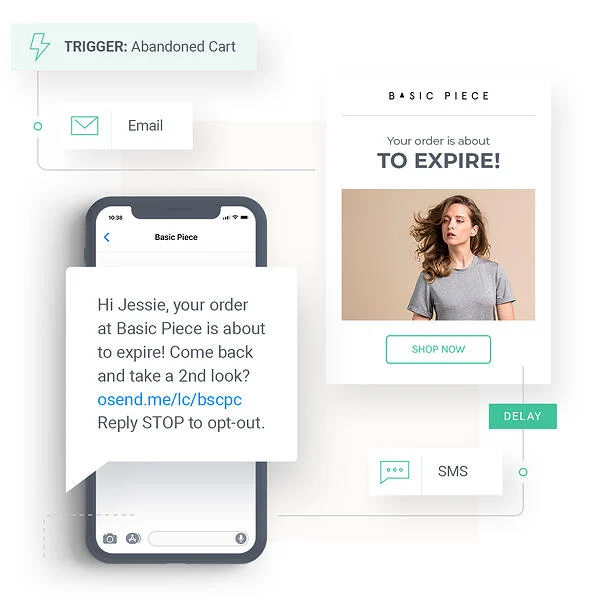 TRIGGER: Abandoned Cart
Email
BASIC PIECE
Your order is about
TO EXPIRE!
SHOP NOW
10:38
Basic Piece
Hi Jessie, your order
at Basic Piece is about
to expire! Come back
and take a 2nd look?
osend.me/lc/bscpc
Reply STOP to opt-out.
DELAY
SMS